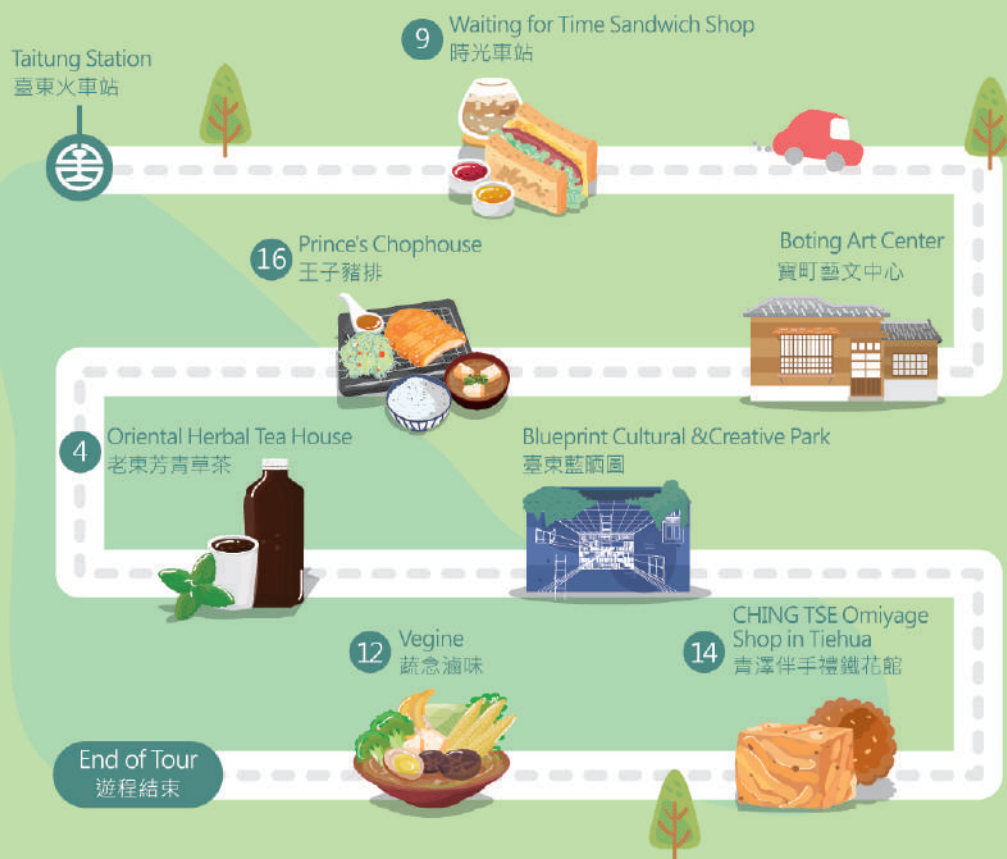 Taitung Station
臺東火車站
9
Waiting for Time Sandwich Shop
時光車站
Boting Art Center
寶町藝文中心
16
Prince's Chophouse
王子豬排
4
Oriental Herbal Tea House
老東芳青草茶
Blueprint Cultural &Creative Park
臺東藍晒圖
14
CHING TSE Omiyage
Shop in Tiehua
青澤伴手禮鐵花館
12
Vegine
蔬念滷味
End of Tour
遊程結束